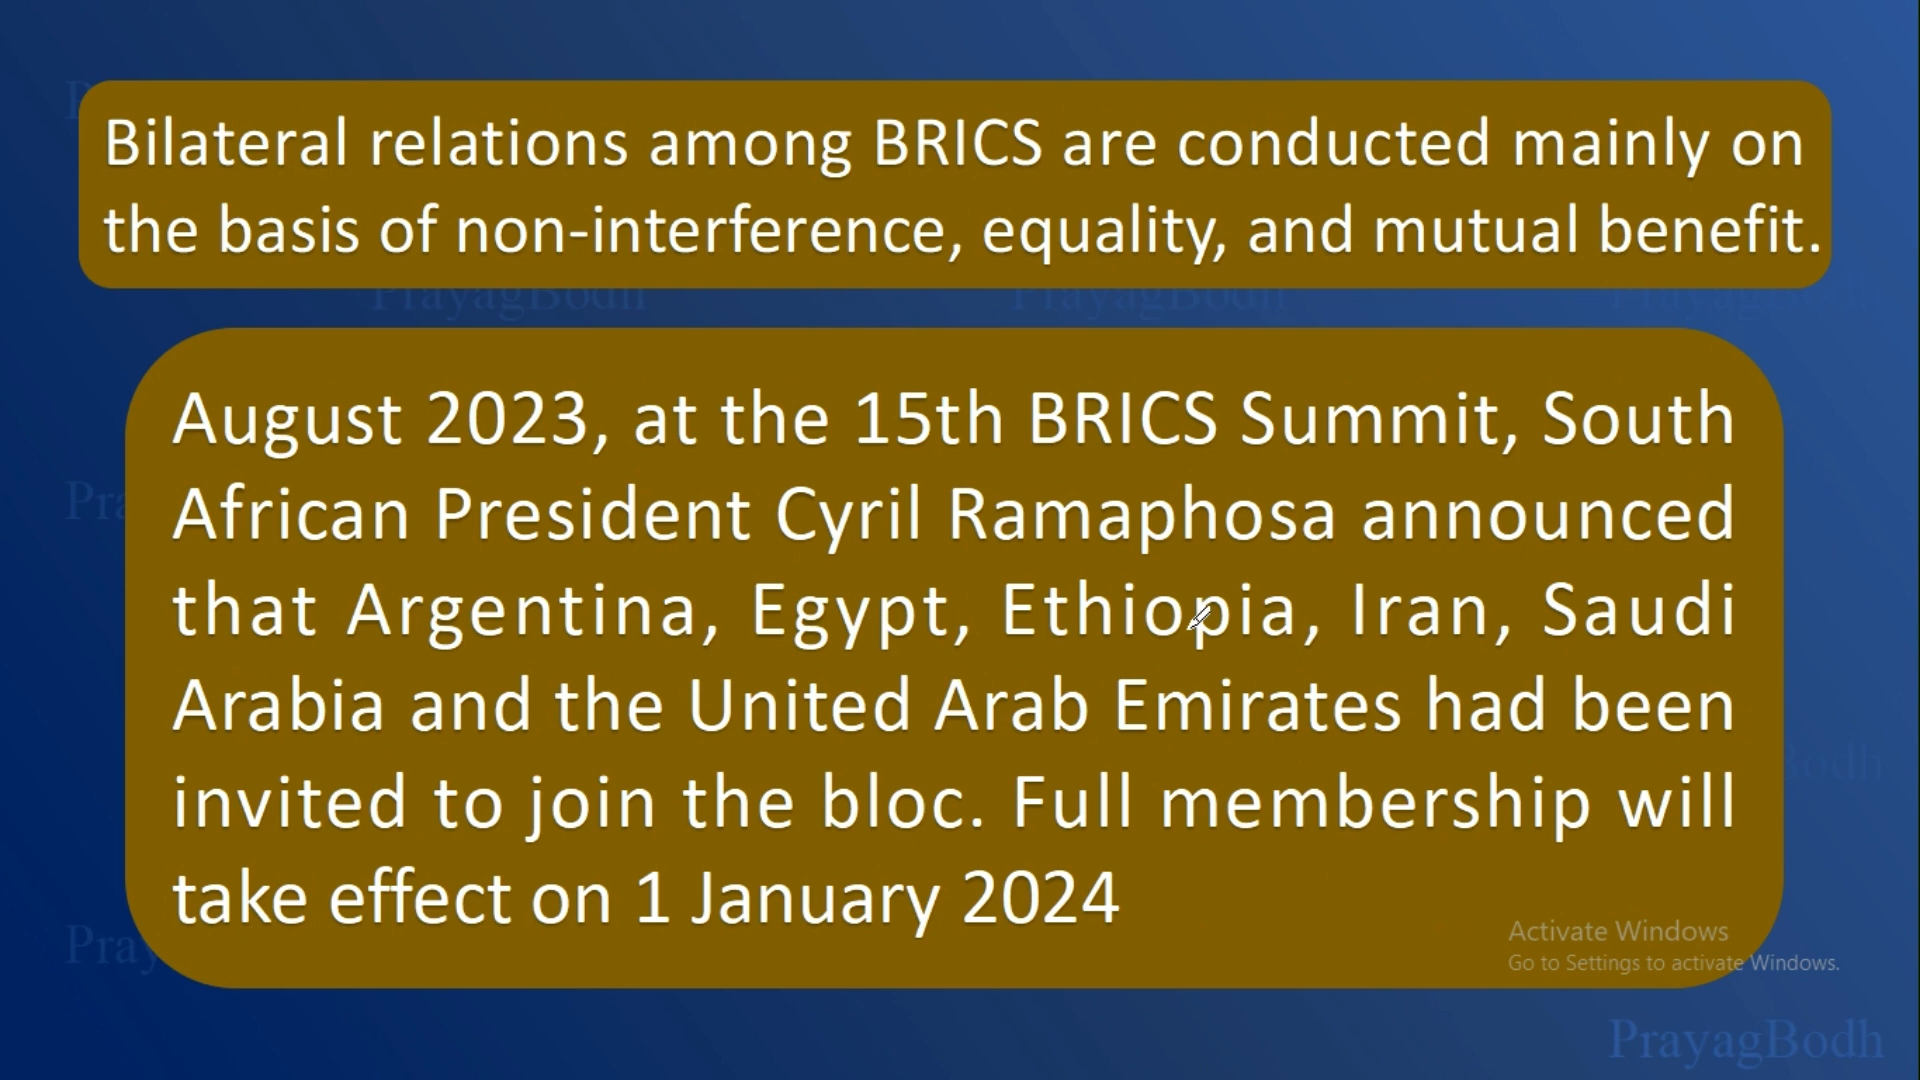 Bilateral relations among BRICS are conducted mainly on
the basis of non-interference, equality, and mutual benefit.
PrayagBodh PrayagBodh PrayagBodh
August 2023, at the 15th BRICS Summit, South
African President Cyril Ramaphosa announced
that Argentina, Egypt, Ethiopia, Iran, Saudi
Arabia and the United Arab Emirates had been
invited to join the bloc. Full membership will
take effect on 1 January 2024
Activate Windows
Go to Settings to activate Windows.
PrayagBodh